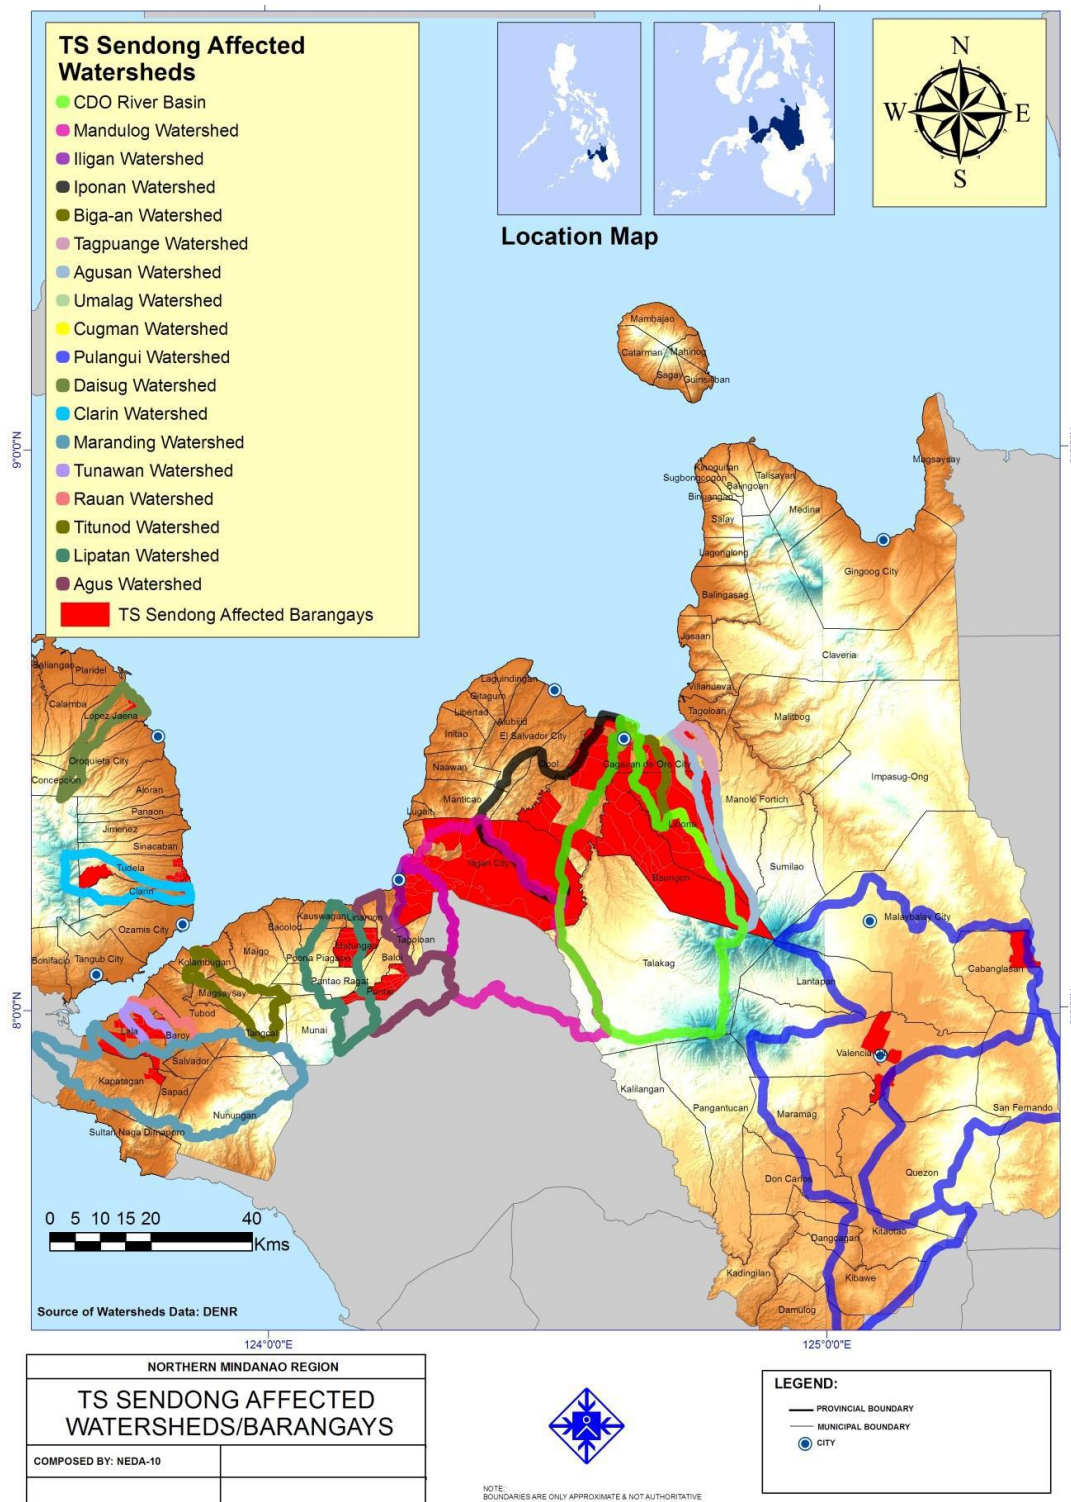 TS Sendong Affected
Watersheds
CDO River Basin
Mandulog Watershed
Iligan Watershed
Iponan Watershed
Biga-an Watershed
Tagpuange Watershed
Agusan Watershed
Umalag Watershed
Cugman Watershed
Pulangui Watershed
Daisug Watershed
Clarin Watershed
Maranding Watershed
Tunawan Watershed
Rauan Watershed
Titunod Watershed
Lipatan Watershed
Agus Watershed
TS Sendong Affected Barangays
Location Map
N
W
E
S
Mambajao
Catarman
Mahinog
Sagay
Guinsiliban
9°0'0"N
Magsaysay
Kinoguitan
Sugbongcogon
Talisayan
Balingoan
Binuangan
Medina
Salay
Lagonglong
Gingoog City
Balingasag
Jasaan
Claveria
Villanueva
Tagoloan
Malitbog
Baliangao
Plaridel
Calamba
Lopez Jaena
Oroquieta City
Concepcion
Aloran
Panaon
Jimenez
Sinacaban
Tudela
Clarin
Ozamis City
Bonifacio
Tangub City
Laguindingan
Gitagum
Libertad
Alubijid
Initao
El Salvador City
Naawan
Opol
Cagayan de Oro City
Manticao
Lugait
Impasug-Ong
Manolo Fortich
Libona
Iligan City
Baungon
Sumilao
Malaybalay City
Kauswagan
Linamon
Bacolod
Tagoloan
Matungao
Maigo
Poona Piagapo
Baloi
Kolambugan
Talakag
Cabanglasan
Lantapan
Pantao Ragat
Pantar
Magsaysay
8°0'0"N
Tubod
Lala
Baroy
Tangcal
Munai
Salvador
Valencia City
Kapatagan
Sapad
Kalilangan
Pangantucan
Maramag
San Fernando
Nunungan
Sultan Naga Dimaporo
Don Carlos
Quezon
Dangcagan
Kitaotao
Kadingilan
Kibawe
Damulog
0 5 10 15 20 40
Kms
Source of Watersheds Data: DENR
124°0'0"E
125°0'0"E
NORTHERN MINDANAO REGION
TS SENDONG AFFECTED
WATERSHEDS/BARANGAYS
COMPOSED BY: NEDA-10
NOTE:
BOUNDARIES ARE ONLY APPROXIMATE & NOT AUTHORITATIVE
LEGEND:
PROVINCIAL BOUNDARY
MUNICIPAL BOUNDARY
CITY